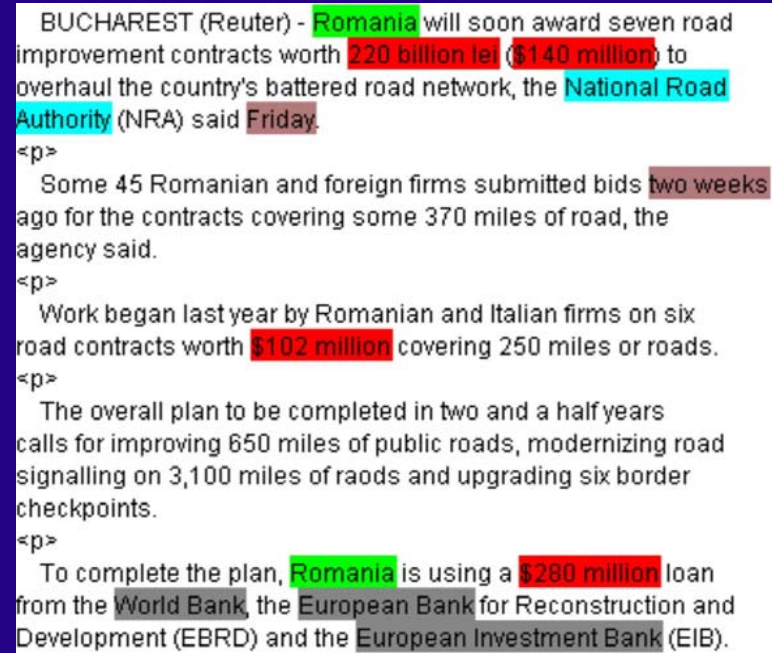 BUCHAREST (Reuter) - Romania will soon award seven road
improvement contracts worth 220 billion lei ($140 million) to
overhaul the country's battered road network, the National Road
Authority (NRA) said Friday.
<p>
Some 45 Romanian and foreign firms submitted bids two weeks
ago for the contracts covering some 370 miles of road, the
agency said.
<p>
Work began last year by Romanian and Italian firms on six
road contracts worth $102 million covering 250 miles or roads.
<p>
The overall plan to be completed in two and a half years
calls for improving 650 miles of public roads, modernizing road
signalling on 3,100 miles of raods and upgrading six border
checkpoints.
<p>
To complete the plan, Romania is using a $280 million loan
from the World Bank, the European Bank for Reconstruction and
Development (EBRD) and the European Investment Bank (EIB).